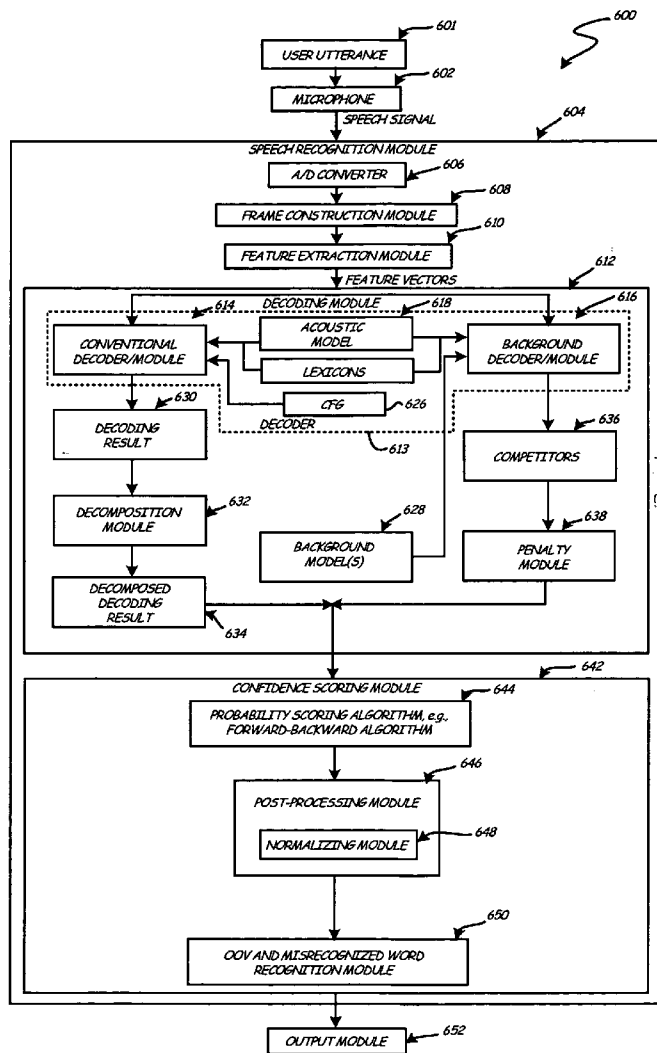 600
601
USER UTTERANCE
602
MICROPHONE
SPEECH SIGNAL
604
SPEECH RECOGNITION MODULE
606
A/D CONVERTER
608
FRAME CONSTRUCTION MODULE
610
FEATURE EXTRACTION MODULE
FEATURE VECTORS
612
614
DECODING MODULE
618
616
CONVENTIONAL
DECODER/MODULE
ACOUSTIC
MODEL
BACKGROUND
DECODER/MODULE
LEXICONS
CFG
626
DECODER
613
630
DECODING
RESULT
636
COMPETITORS
632
DECOMPOSITION
MODULE
628
BACKGROUND
MODEL(S)
638
PENALTY
MODULE
DECOMPOSED
DECODING
RESULT
634
642
CONFIDENCE SCORING MODULE
644
PROBABILITY SCORING ALGORITHM, e.g.,
FORWARD-BACKWARD ALGORITHM
646
POST-PROCESSING MODULE
648
NORMALIZING MODULE
650
OOV AND MISRECOGNIZED WORD
RECOGNITION MODULE
OUTPUT MODULE
652